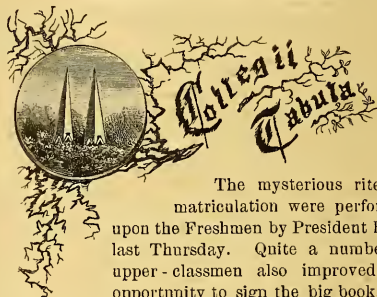 Collegii
Tabula
The mysterious rite
matriculation were perfor
upon the Freshmen by President
last Thursday. Quite a numbe
upper-classmen also improved
opportunity to sign the big book